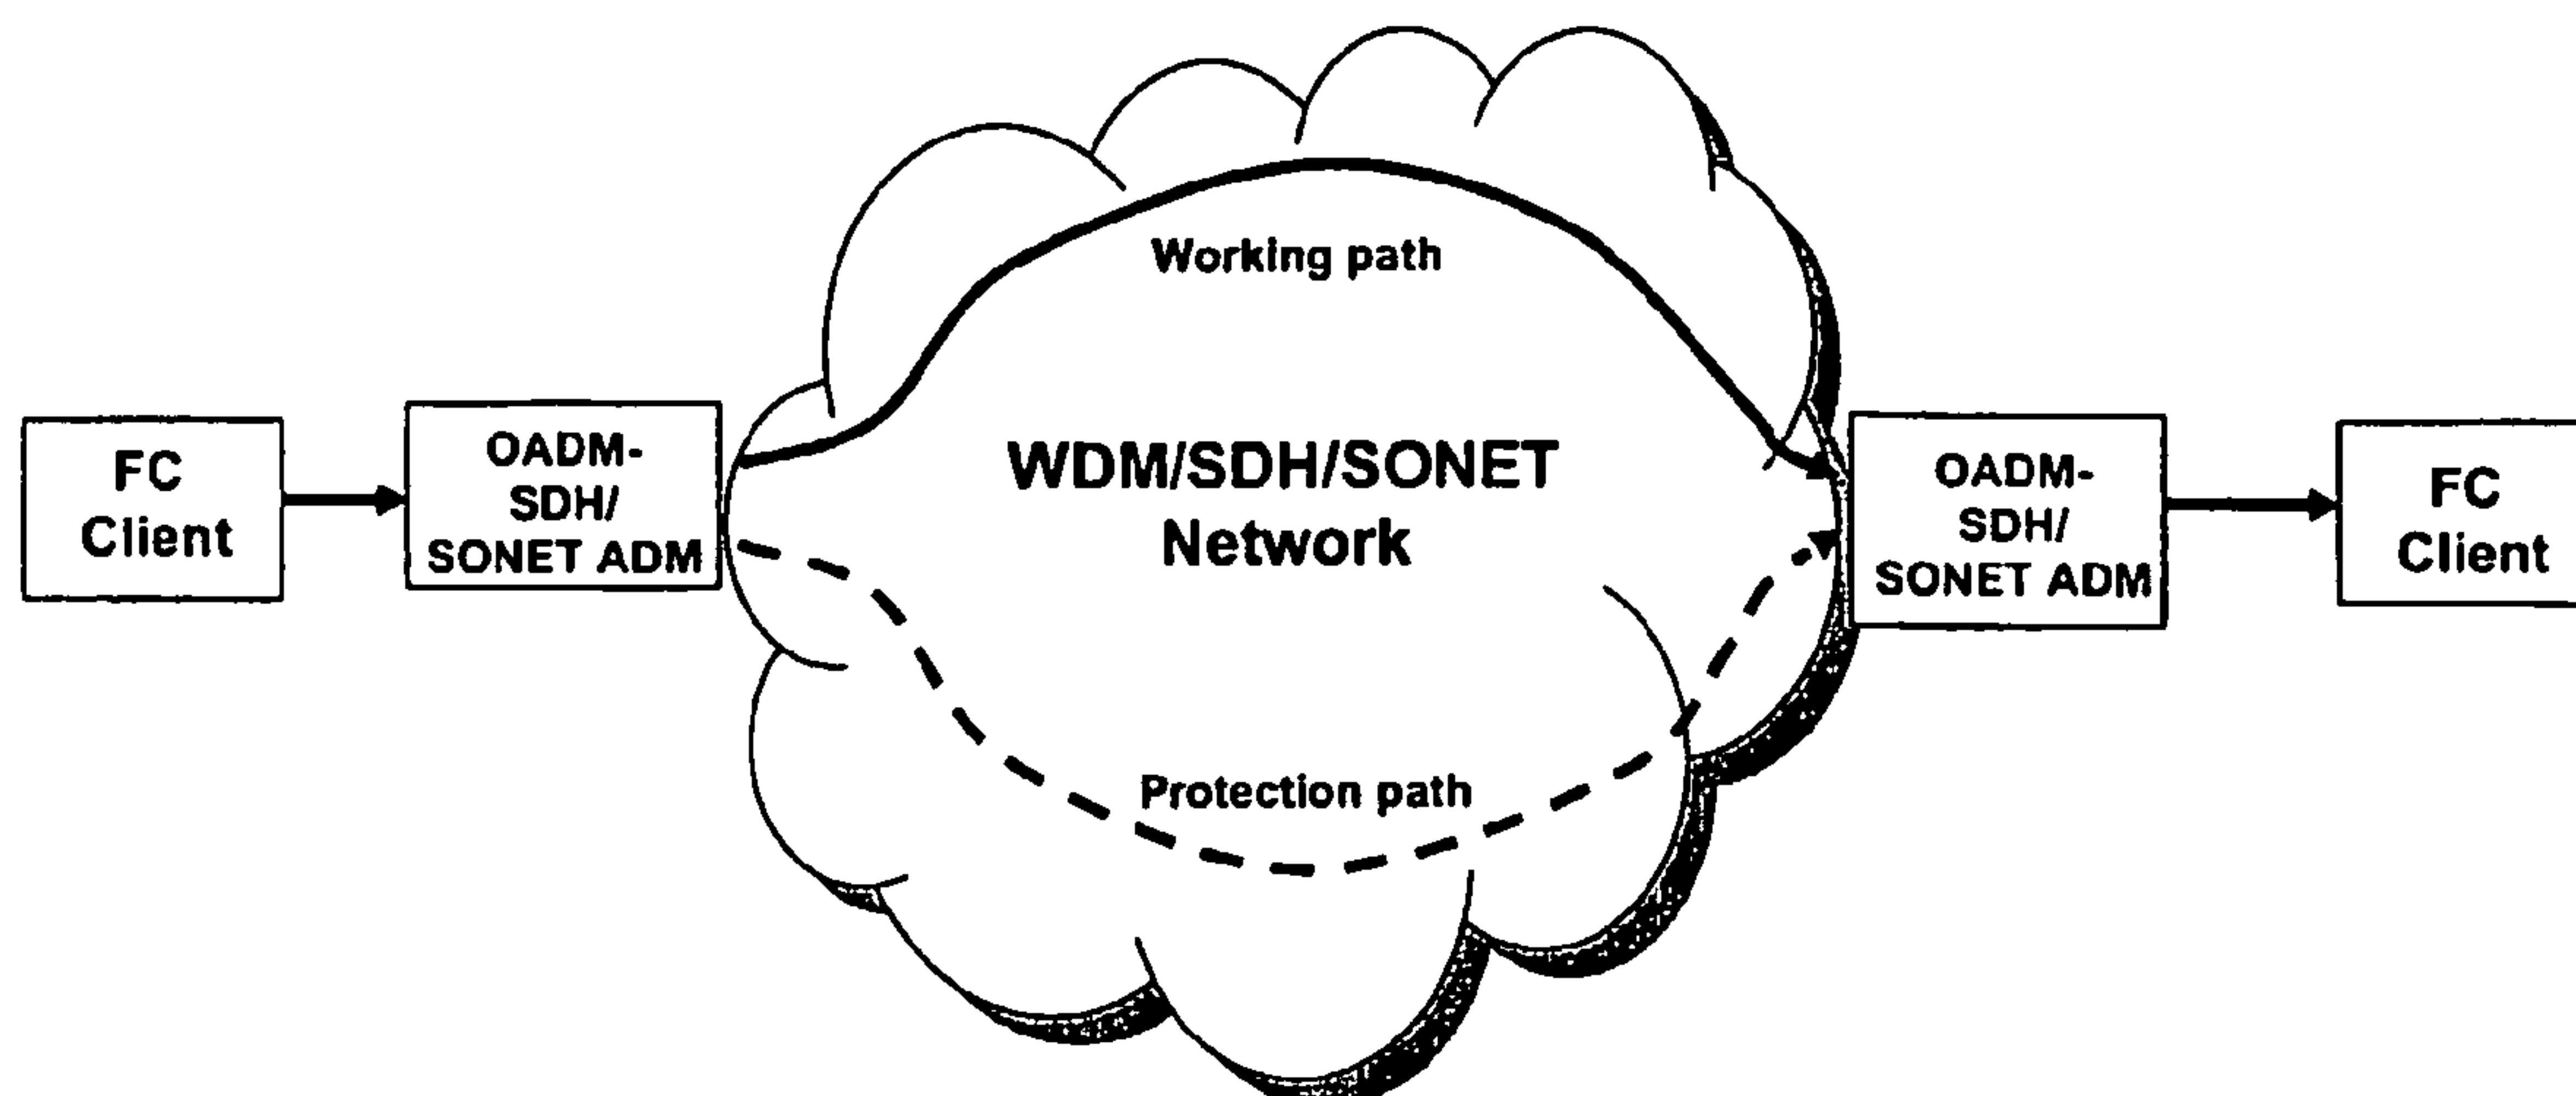 Working path
FC
Client
OADM-
SDH/
SONET ADM
WDM/SDH/SONET
Network
OADM-
SDH/
SONET ADM
FC
Client
Protection path